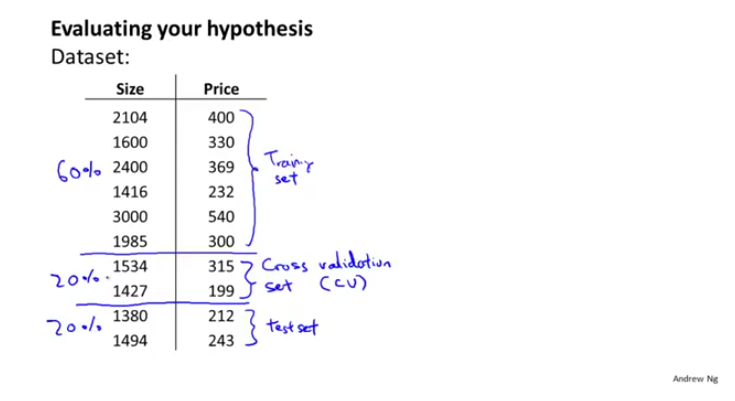 Evaluating your hypothesis
Dataset:
Size Price
2104 400
1600 330
60% 2400 369 Training
set
1416 232
3000 540
1985 300
20% 1534 315 Cross validation
1427 199 set (CV)
20% 1380 212 test set
1494 243
Andrew Ng